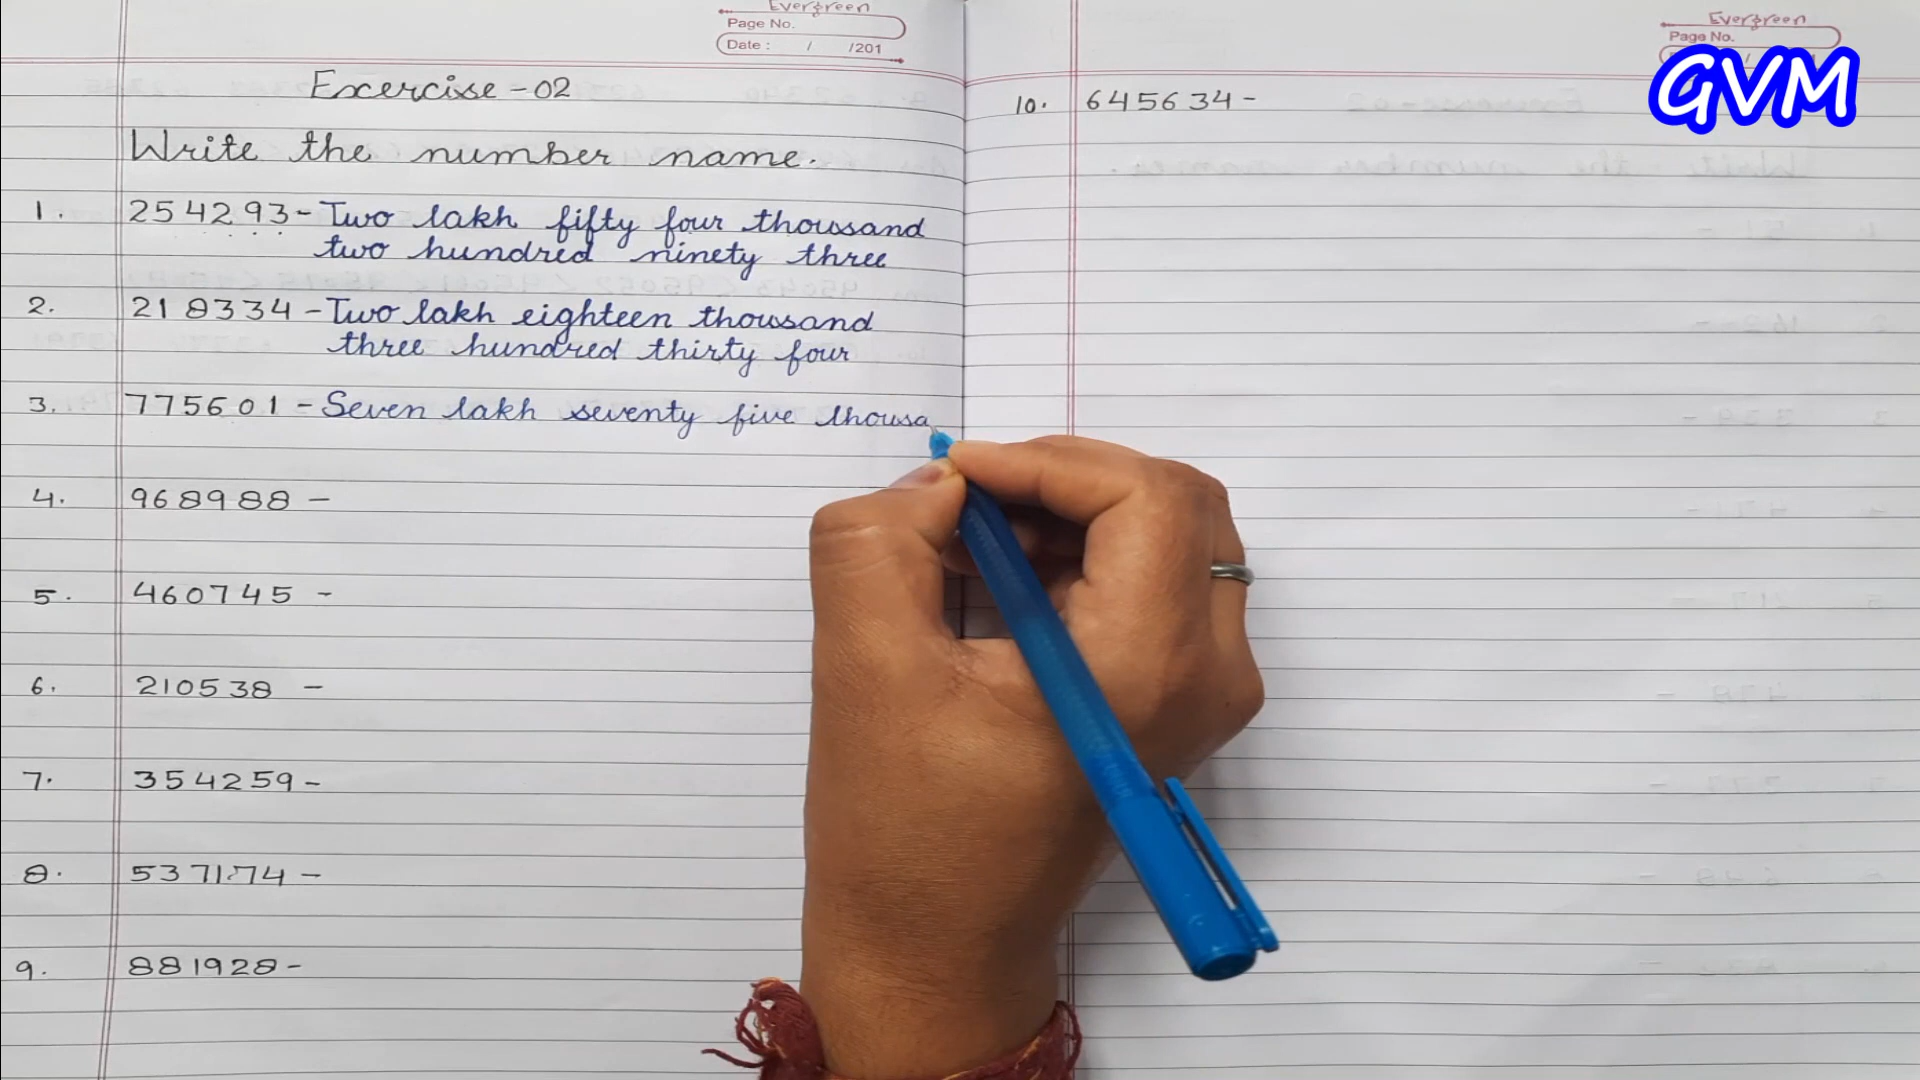 Evergreen
Page No.
Date : / /201
Excercise - 02
Write the number name.
1. 254293 - Two lakh fifty four thousand
two hundred ninety three
2. 218334 - Two lakh eighteen thousand
three hundred thirty four
3. 775601 - Seven lakh seventy five thousa
4. 968988 -
5. 460745 -
6. 210538 -
7. 354259 -
8. 537174 -
9. 881928 -
Evergreen
Page No.
GVM
10. 645634 -